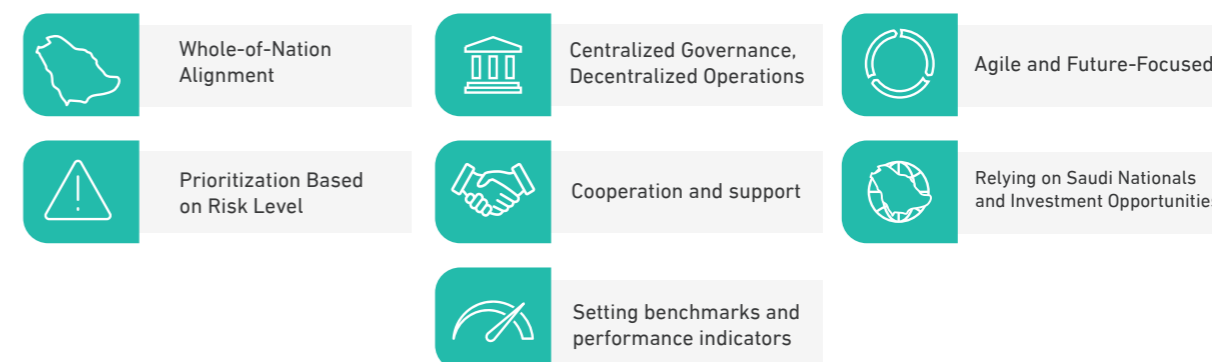 Whole-of-Nation
Alignment
Centralized Governance,
Decentralized Operations
Agile and Future-Focused
Prioritization Based
on Risk Level
Cooperation and support
Relying on Saudi Nationals
and Investment Opportunities
Setting benchmarks and
performance indicators